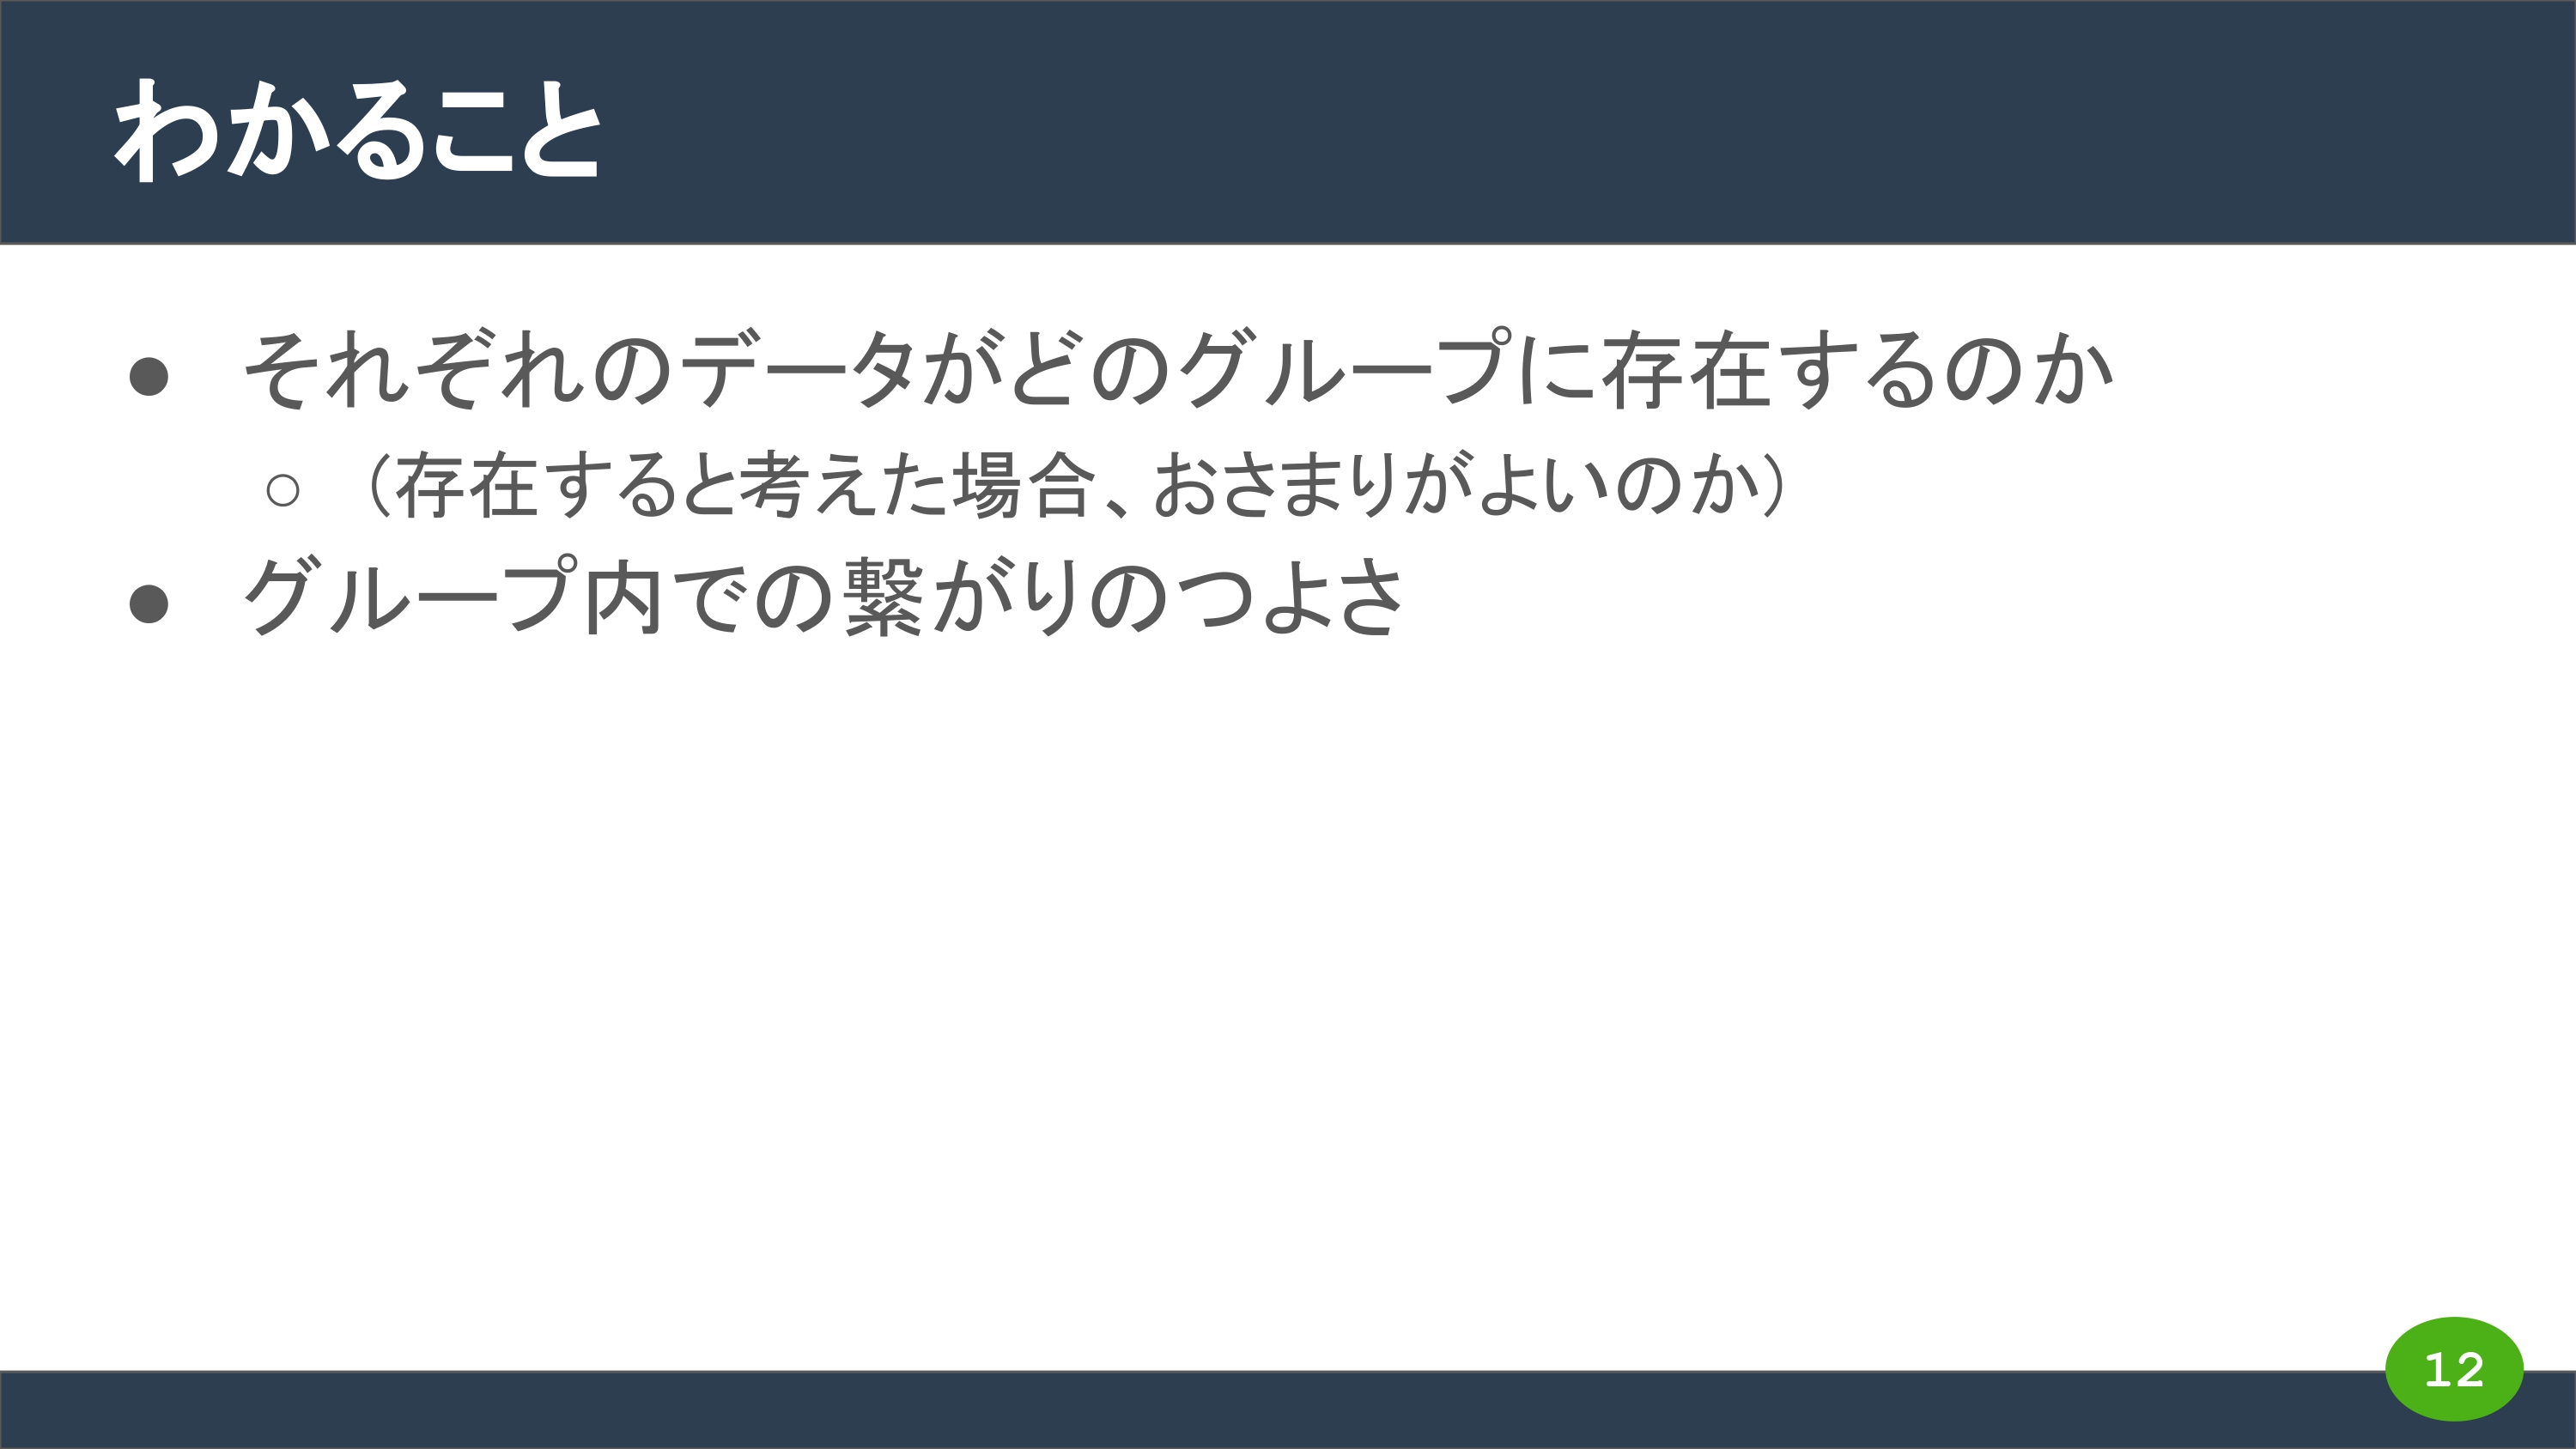 わかること
● それぞれのデータがどのグループに存在するのか
○ （存在すると考えた場合、おさまりがよいのか）
● グループ内での繋がりのつよさ
12